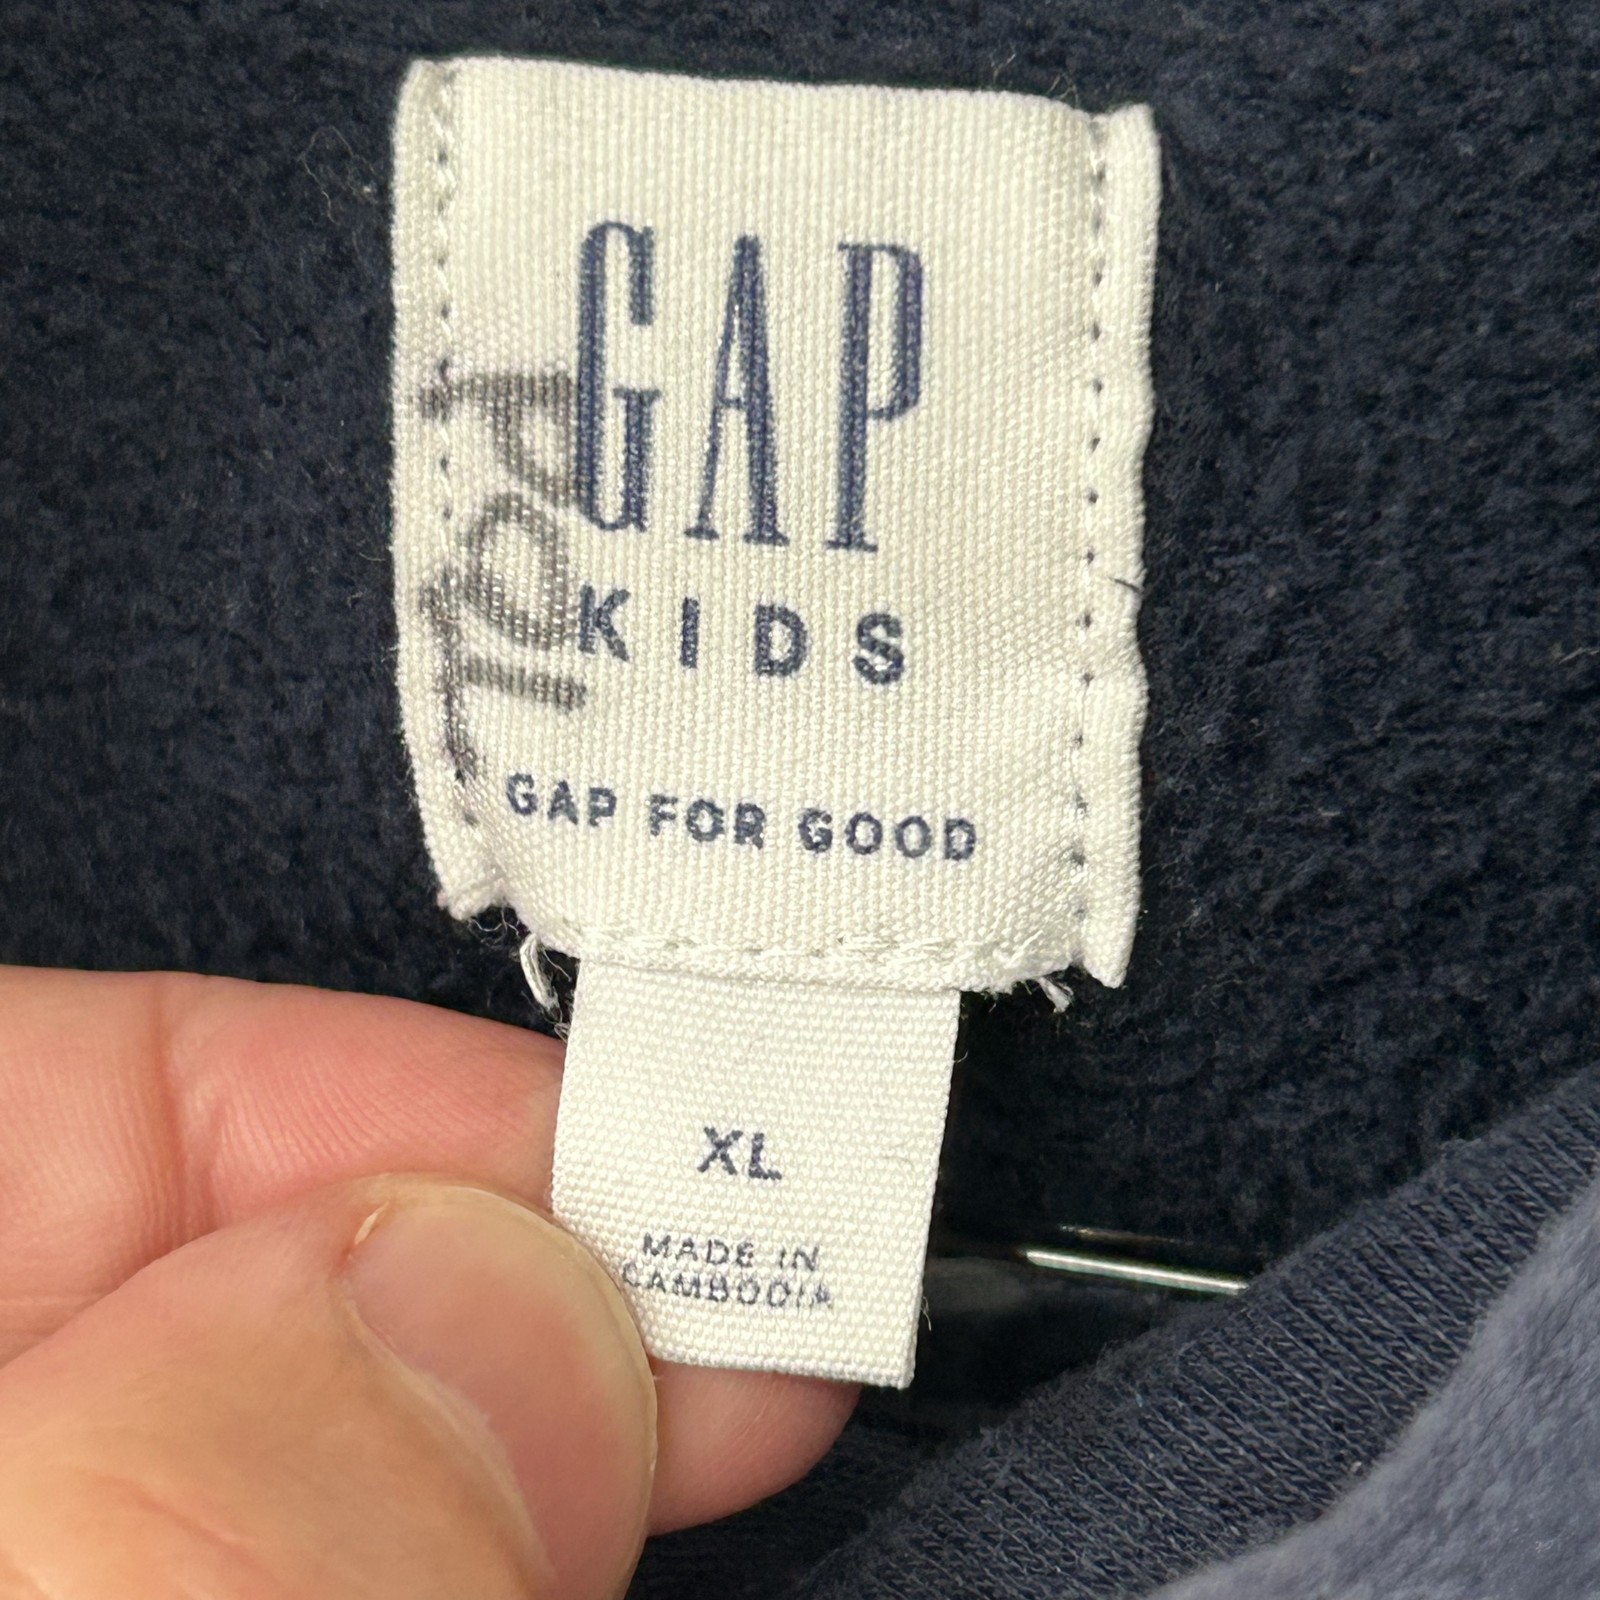 GAP
KIDS
GAP FOR GOOD
XL
MADE IN
CAMBODIA